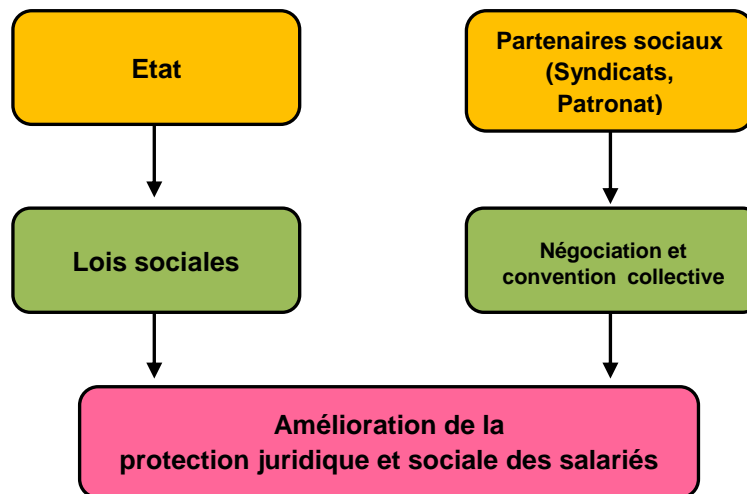 Etat
Partenaires sociaux
(Syndicats,
Patronat)
Lois sociales
Négociation et
convention collective
Amélioration de la
protection juridique et sociale des salariés